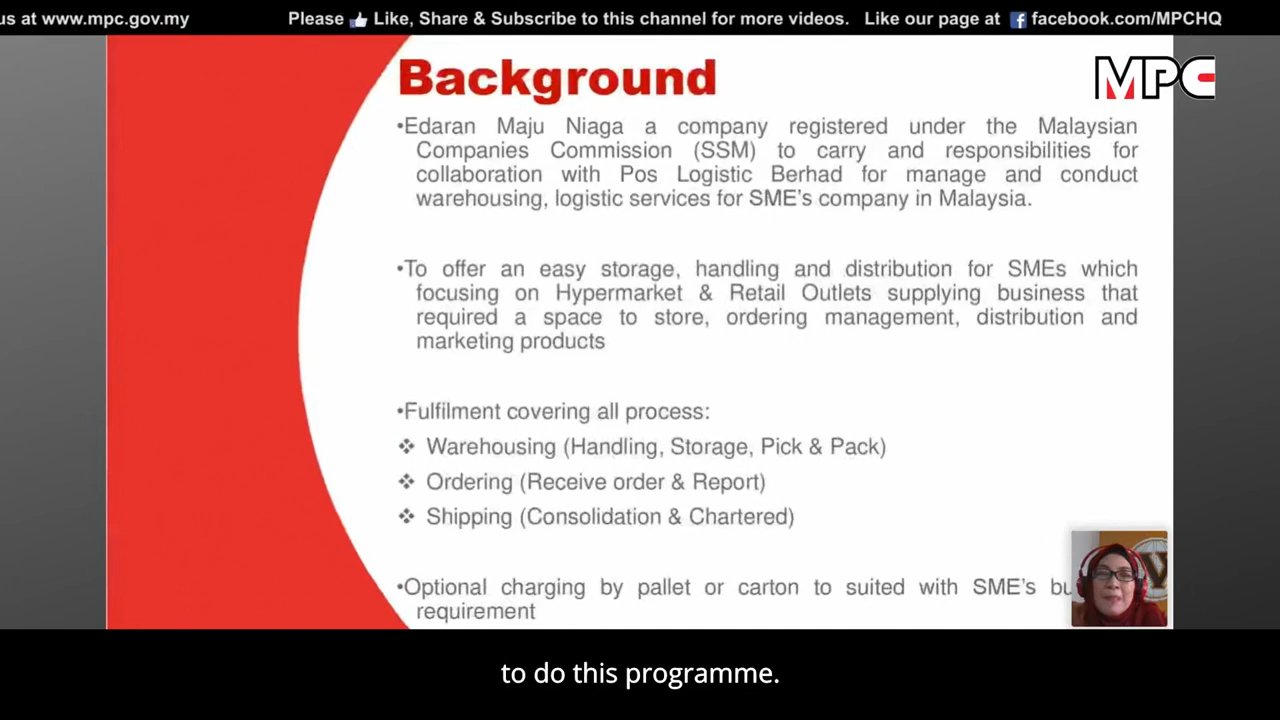 us at www.mpc.gov.my
Please Like, Share & Subscribe to this channel for more videos. Like our page at facebook.com/MPCHQ
MPC
Background
•Edaran Maju Niaga a company registered under the Malaysian
Companies Commission (SSM) to carry and responsibilities for
collaboration with Pos Logistic Berhad for manage and conduct
warehousing, logistic services for SME's company in Malaysia.
•To offer an easy storage, handling and distribution for SMEs which
focusing on Hypermarket & Retail Outlets supplying business that
required a space to store, ordering management, distribution and
marketing products
•Fulfilment covering all process:
❖ Warehousing (Handling, Storage, Pick & Pack)
❖ Ordering (Receive order & Report)
❖ Shipping (Consolidation & Chartered)
•Optional charging by pallet or carton to suited with SME's
requirement
to do this programme.